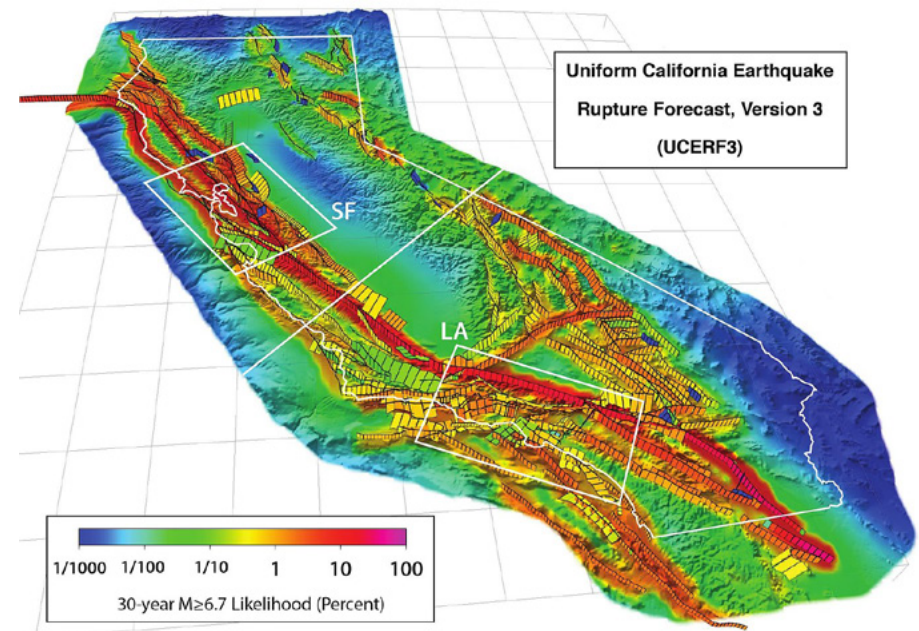 Uniform California Earthquake
Rupture Forecast, Version 3
(UCERF3)
SF
LA
1/1000 1/100 1/10 1 10 100
30-year M≥6.7 Likelihood (Percent)